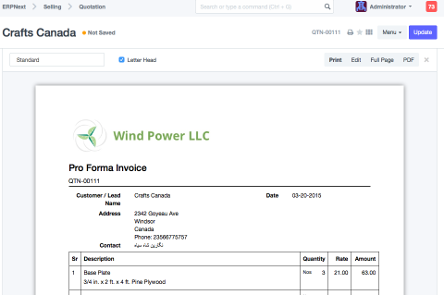 ERPNext > Selling > Quotation
Search or type a command (Ctrl + G)
Administrator
73
Crafts Canada
Not Saved
QTN-00111
Menu
Update
Standard
Letter Head
Print Edit Full Page PDF
Wind Power LLC
Pro Forma Invoice
QTN-00111
Customer / Lead Name Crafts Canada Date 03-20-2015
Address 2342 Goyeau Ave
Windsor
Canada
Phone: 23566775757
Contact نگارین شاه سیاه
Sr Description Quantity Rate Amount
1 Base Plate Nos 3 21.00 63.00
3/4 in. x 2 ft. x 4 ft. Pine Plywood